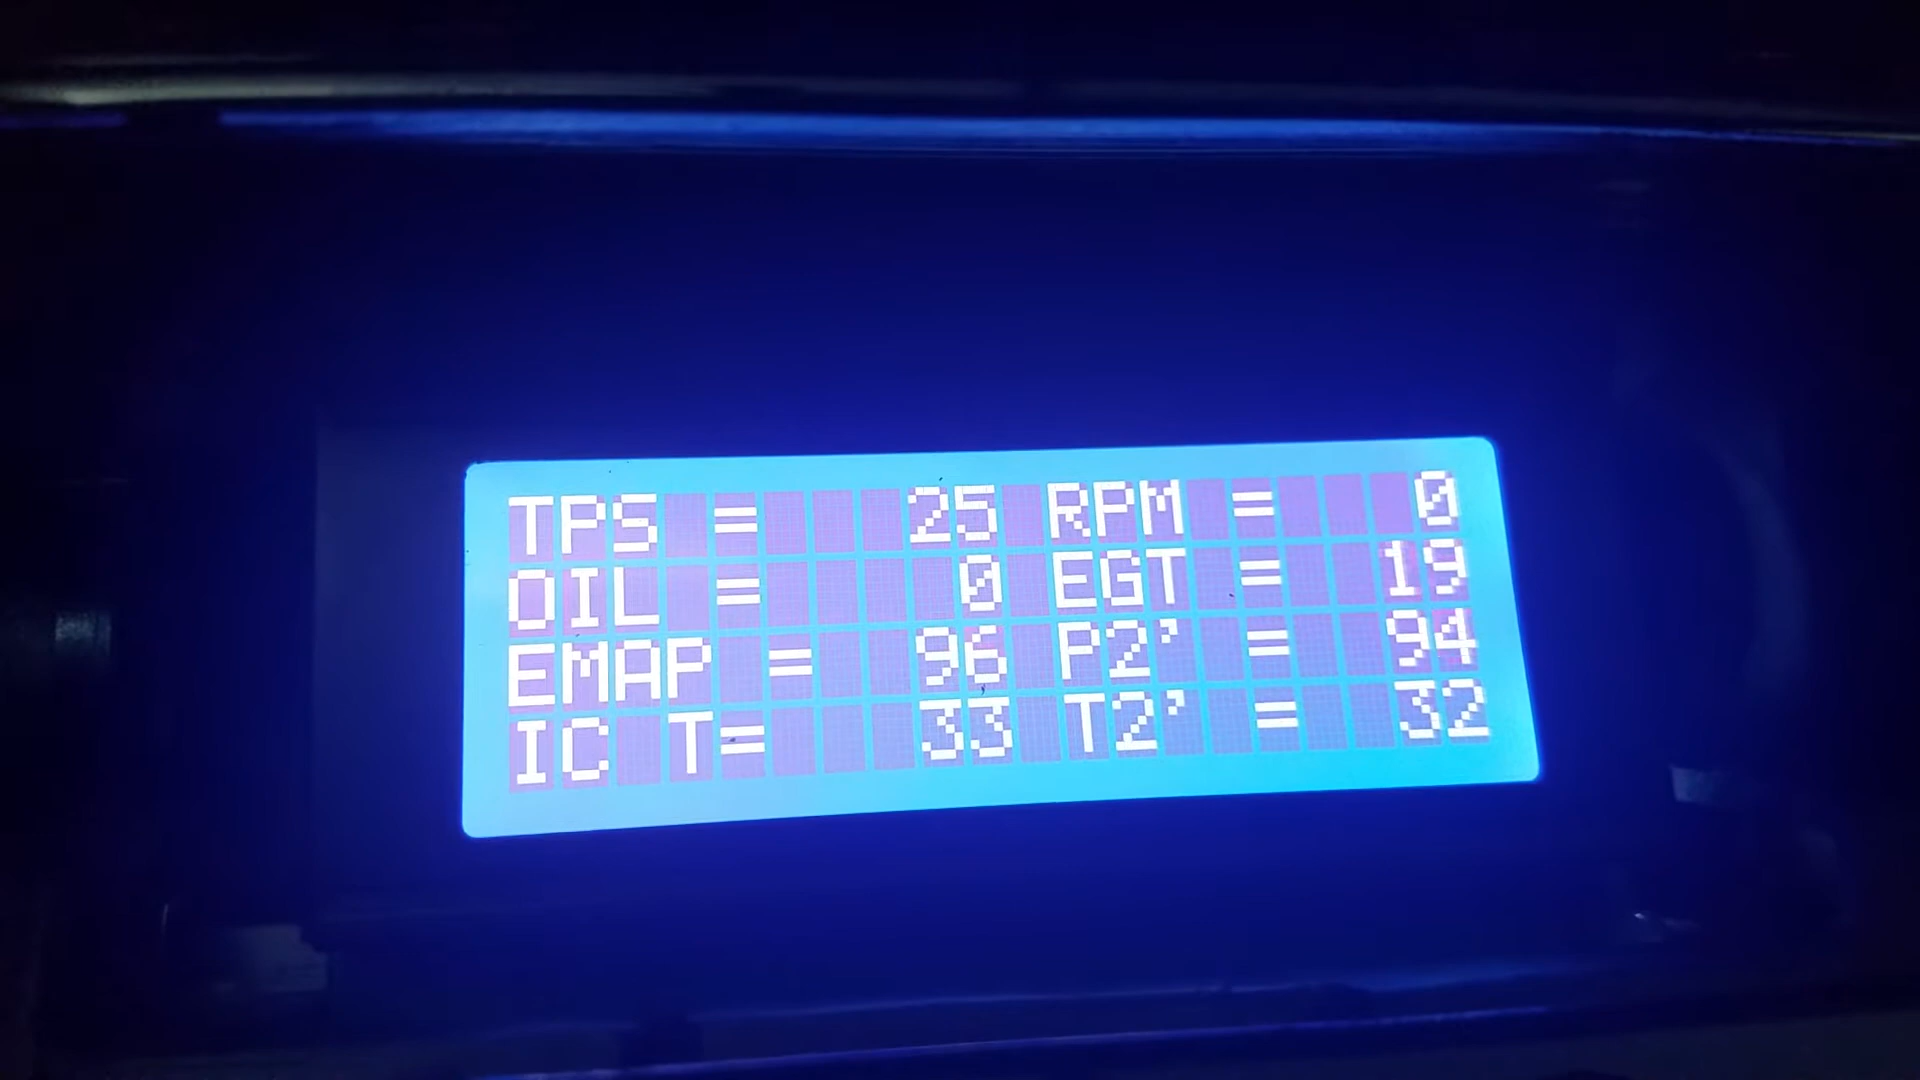 TPS = 25 RPM = 0
OIL = 0 EGT = 19
EMAP = 96 P2' = 94
IC T= 33 T2' = 32